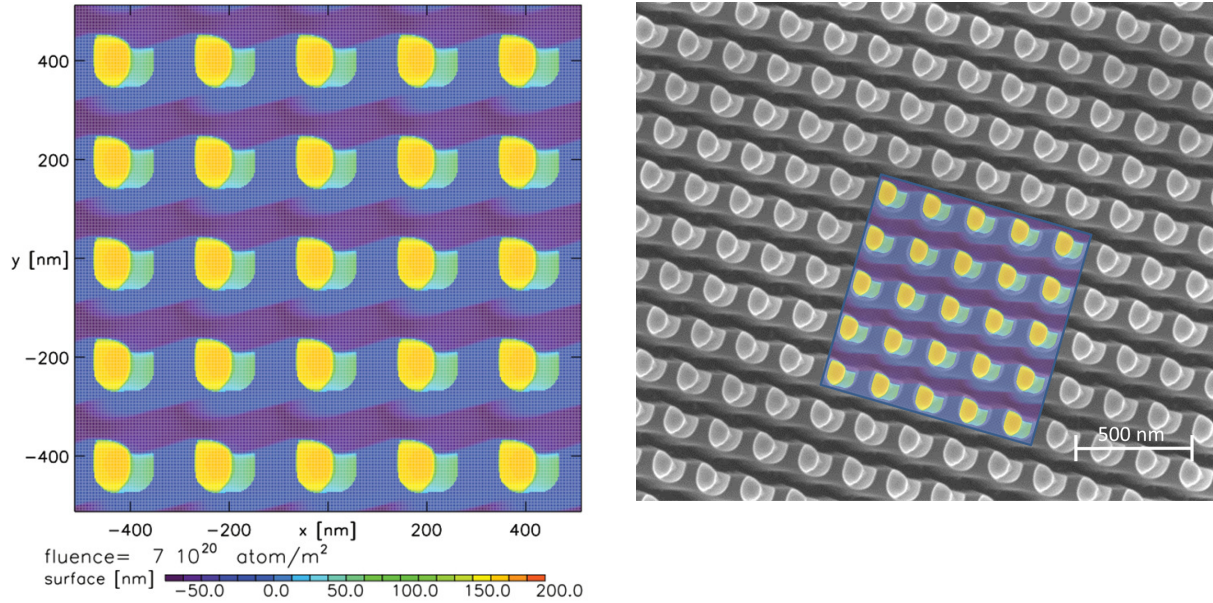 400
200
y [nm]
−200
−400
−400 −200 x [nm] 200 400
fluence= 7 10²⁰ atom/m²
surface [nm]
−50.0 0.0 50.0 100.0 150.0 200.0
500 nm